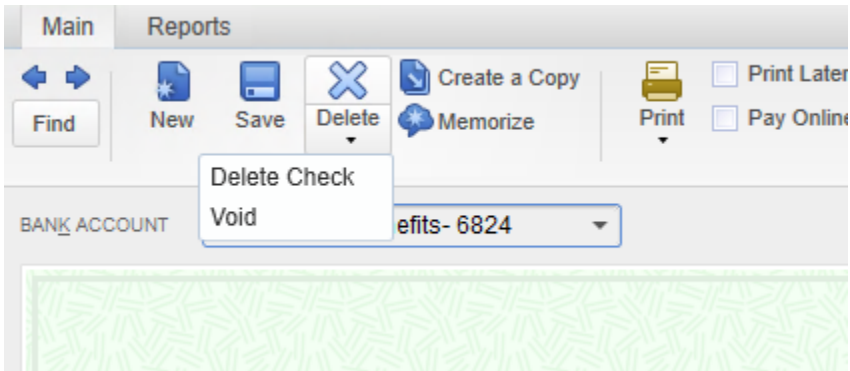 Main Reports
Find
New
Save
Delete
Create a Copy
Memorize
Print
Print Later
Pay Online
Delete Check
Void
BANK ACCOUNT
efits- 6824